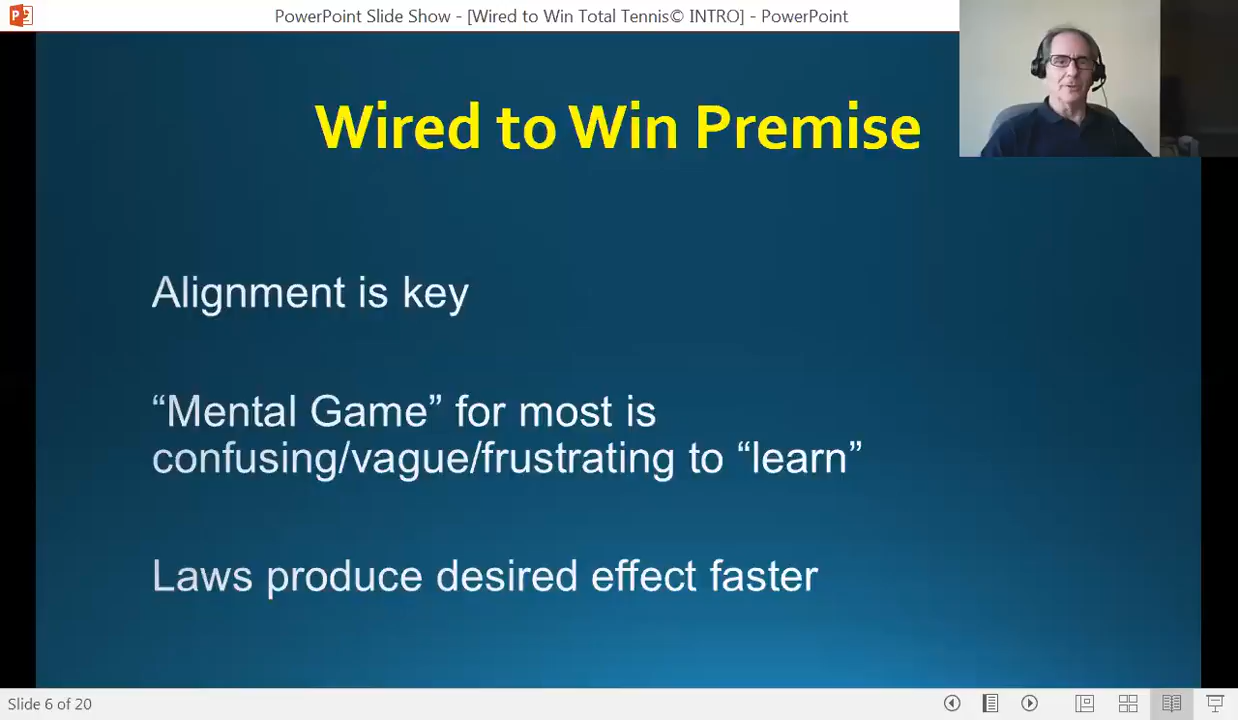 PowerPoint Slide Show - [Wired to Win Total Tennis© INTRO] - PowerPoint
Wired to Win Premise
Alignment is key
“Mental Game” for most is
confusing/vague/frustrating to “learn”
Laws produce desired effect faster
Slide 6 of 20